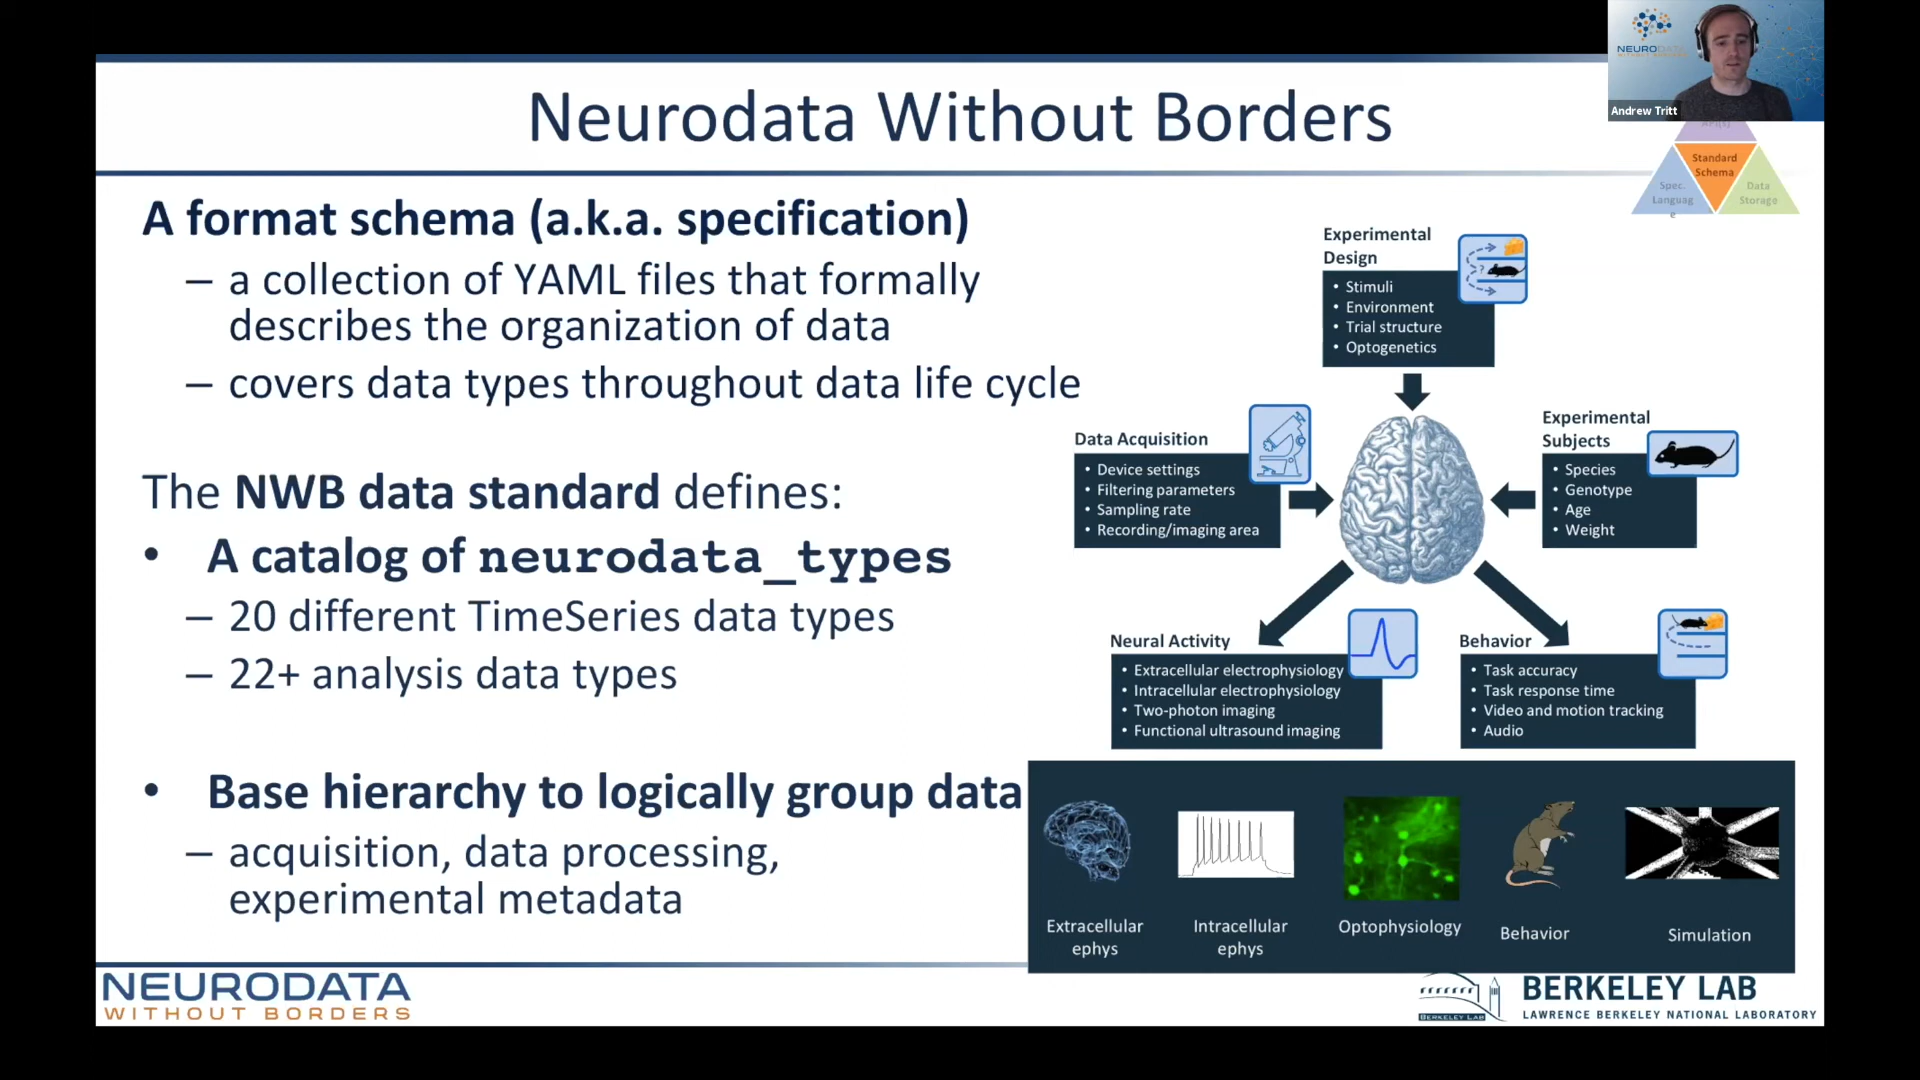 Neurodata Without Borders
NEURODATA
Andrew Tritt
Standard
Schema
Spec.
Languag
e
Data
Storage
A format schema (a.k.a. specification)
– a collection of YAML files that formally
describes the organization of data
– covers data types throughout data life cycle
The NWB data standard defines:
• A catalog of neurodata_types
– 20 different TimeSeries data types
– 22+ analysis data types
• Base hierarchy to logically group data
– acquisition, data processing,
experimental metadata
Experimental
Design
• Stimuli
• Environment
• Trial structure
• Optogenetics
Data Acquisition
• Device settings
• Filtering parameters
• Sampling rate
• Recording/imaging area
Experimental
Subjects
• Species
• Genotype
• Age
• Weight
Neural Activity
• Extracellular electrophysiology
• Intracellular electrophysiology
• Two-photon imaging
• Functional ultrasound imaging
Behavior
• Task accuracy
• Task response time
• Video and motion tracking
• Audio
?
Extracellular
ephys
Intracellular
ephys
Optophysiology
Behavior
Simulation
NEURODATA
WITHOUT BORDERS
BERKELEY LAB
BERKELEY LAB
LAWRENCE BERKELEY NATIONAL LABORATORY